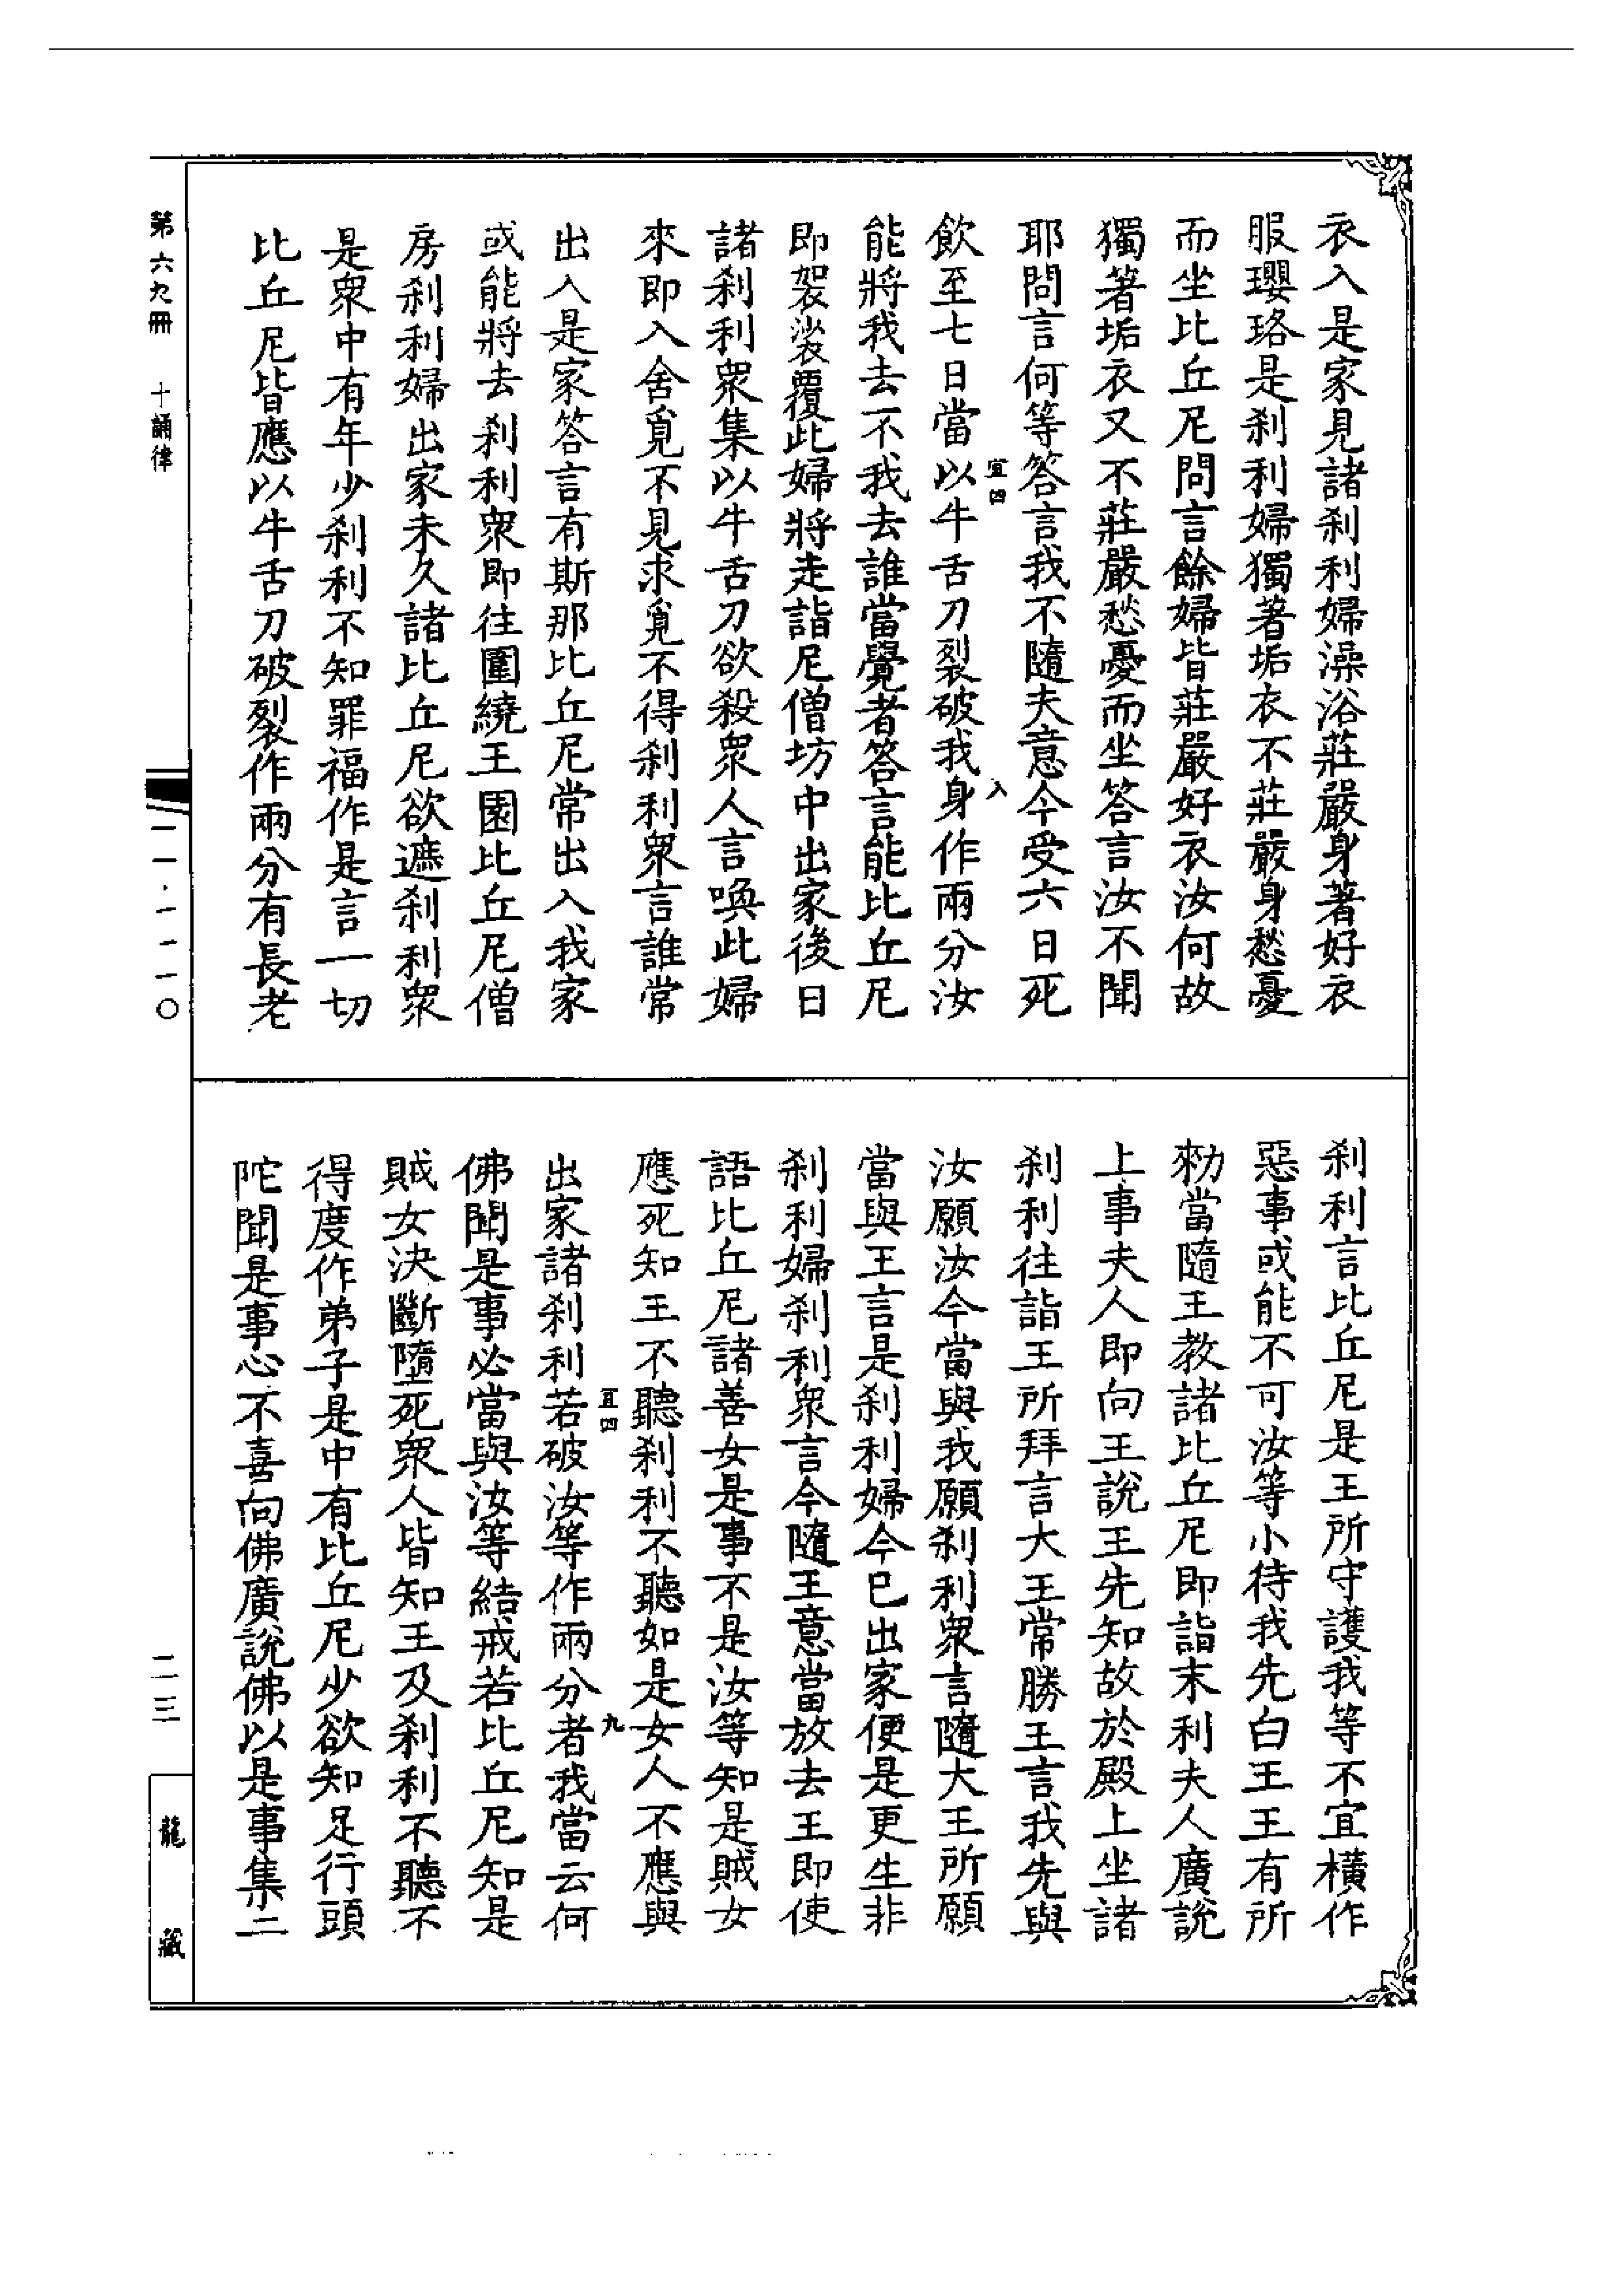 衣入是家見諸刹利婦澡浴莊嚴身著好衣
服瓔珞是刹利婦獨著垢衣不莊嚴身愁憂
而坐比丘尼問言餘婦皆莊嚴好衣汝何故
獨著垢衣又不莊嚴愁憂而坐答言汝不聞
耶問言何等答言我不隨夫意今受六日死
宜四
入
飲至七日當以牛舌刀裂破我身作兩分汝
能將我去不我去誰當覺者答言能比丘尼
即袈裟覆此婦將走詣尼僧坊中出家後日
諸刹利眾集以牛舌刀欲殺眾人言喚此婦
來即入舍覓不見求覓不得刹利眾言誰常
出入是家答言有斯那比丘尼常出入我家
或能將去刹利眾即往圍繞王園比丘尼僧
房刹利婦出家未久諸比丘尼欲遮刹利眾
是眾中有年少刹利不知罪福作是言一切
比丘尼皆應以牛舌刀破裂作兩分有長老
刹利言比丘尼是王所守護我等不宜橫作
惡事或能不可汝等小待我先白王王有所
勑當隨王教諸比丘尼即詣末利夫人廣說
上事夫人即向王說王先知故於殿上坐諸
刹利往詣王所拜言大王常勝王言我先與
汝願汝今當與我願刹利眾言隨大王所願
當與王言是刹利婦今已出家便是更生非
刹利婦刹利眾言今隨王意當放去王即使
語比丘尼諸善女是事不是汝等知是賊女
應死知王不聽刹利不聽如是女人不應與
宜四
九
出家諸刹利若破汝等作兩分者我當云何
佛聞是事必當與汝等結戒若比丘尼知是
賊女決斷墮死眾人皆知王及刹利不聽不
得度作弟子是中有比丘尼少欲知足行頭
陀聞是事心不喜向佛廣說佛以是事集二
第六九冊 十誦律
一一·一一一〇
二三
龍藏